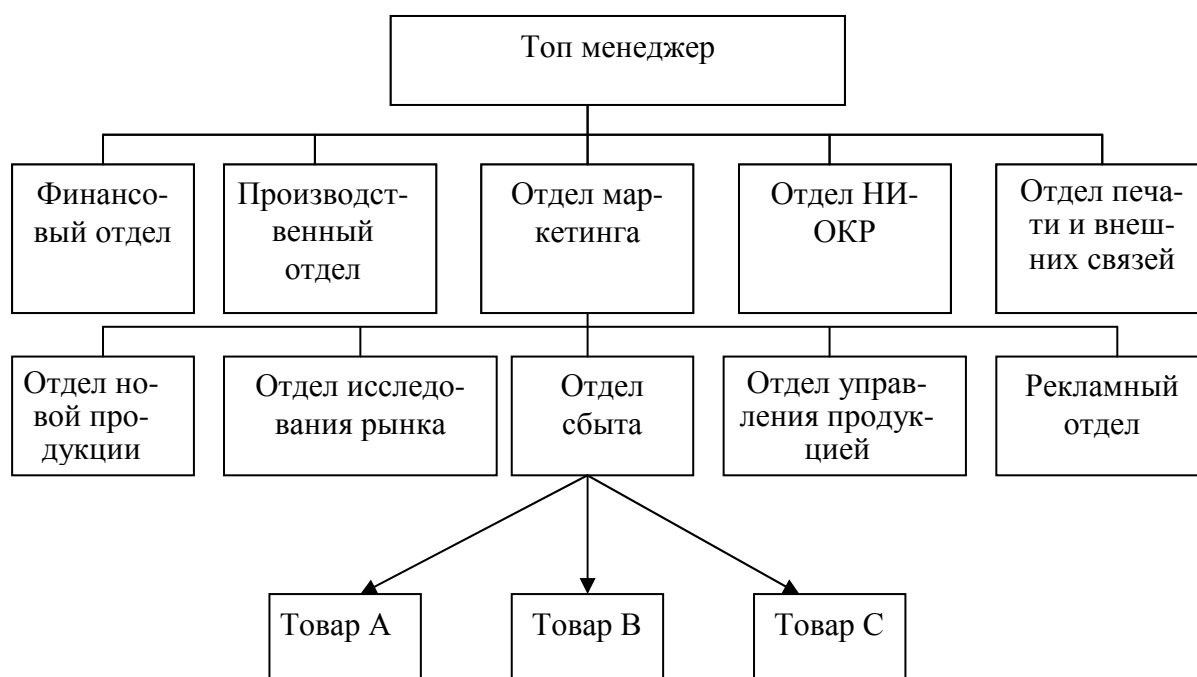 Топ менеджер
Финансо-
вый отдел
Производст-
венный
отдел
Отдел мар-
кетинга
Отдел НИ-
ОКР
Отдел печа-
ти и внеш-
них связей
Отдел но-
вой про-
дукции
Отдел исследо-
вания рынка
Отдел
сбыта
Отдел управ-
ления продук-
цией
Рекламный
отдел
Товар А
Товар В
Товар С